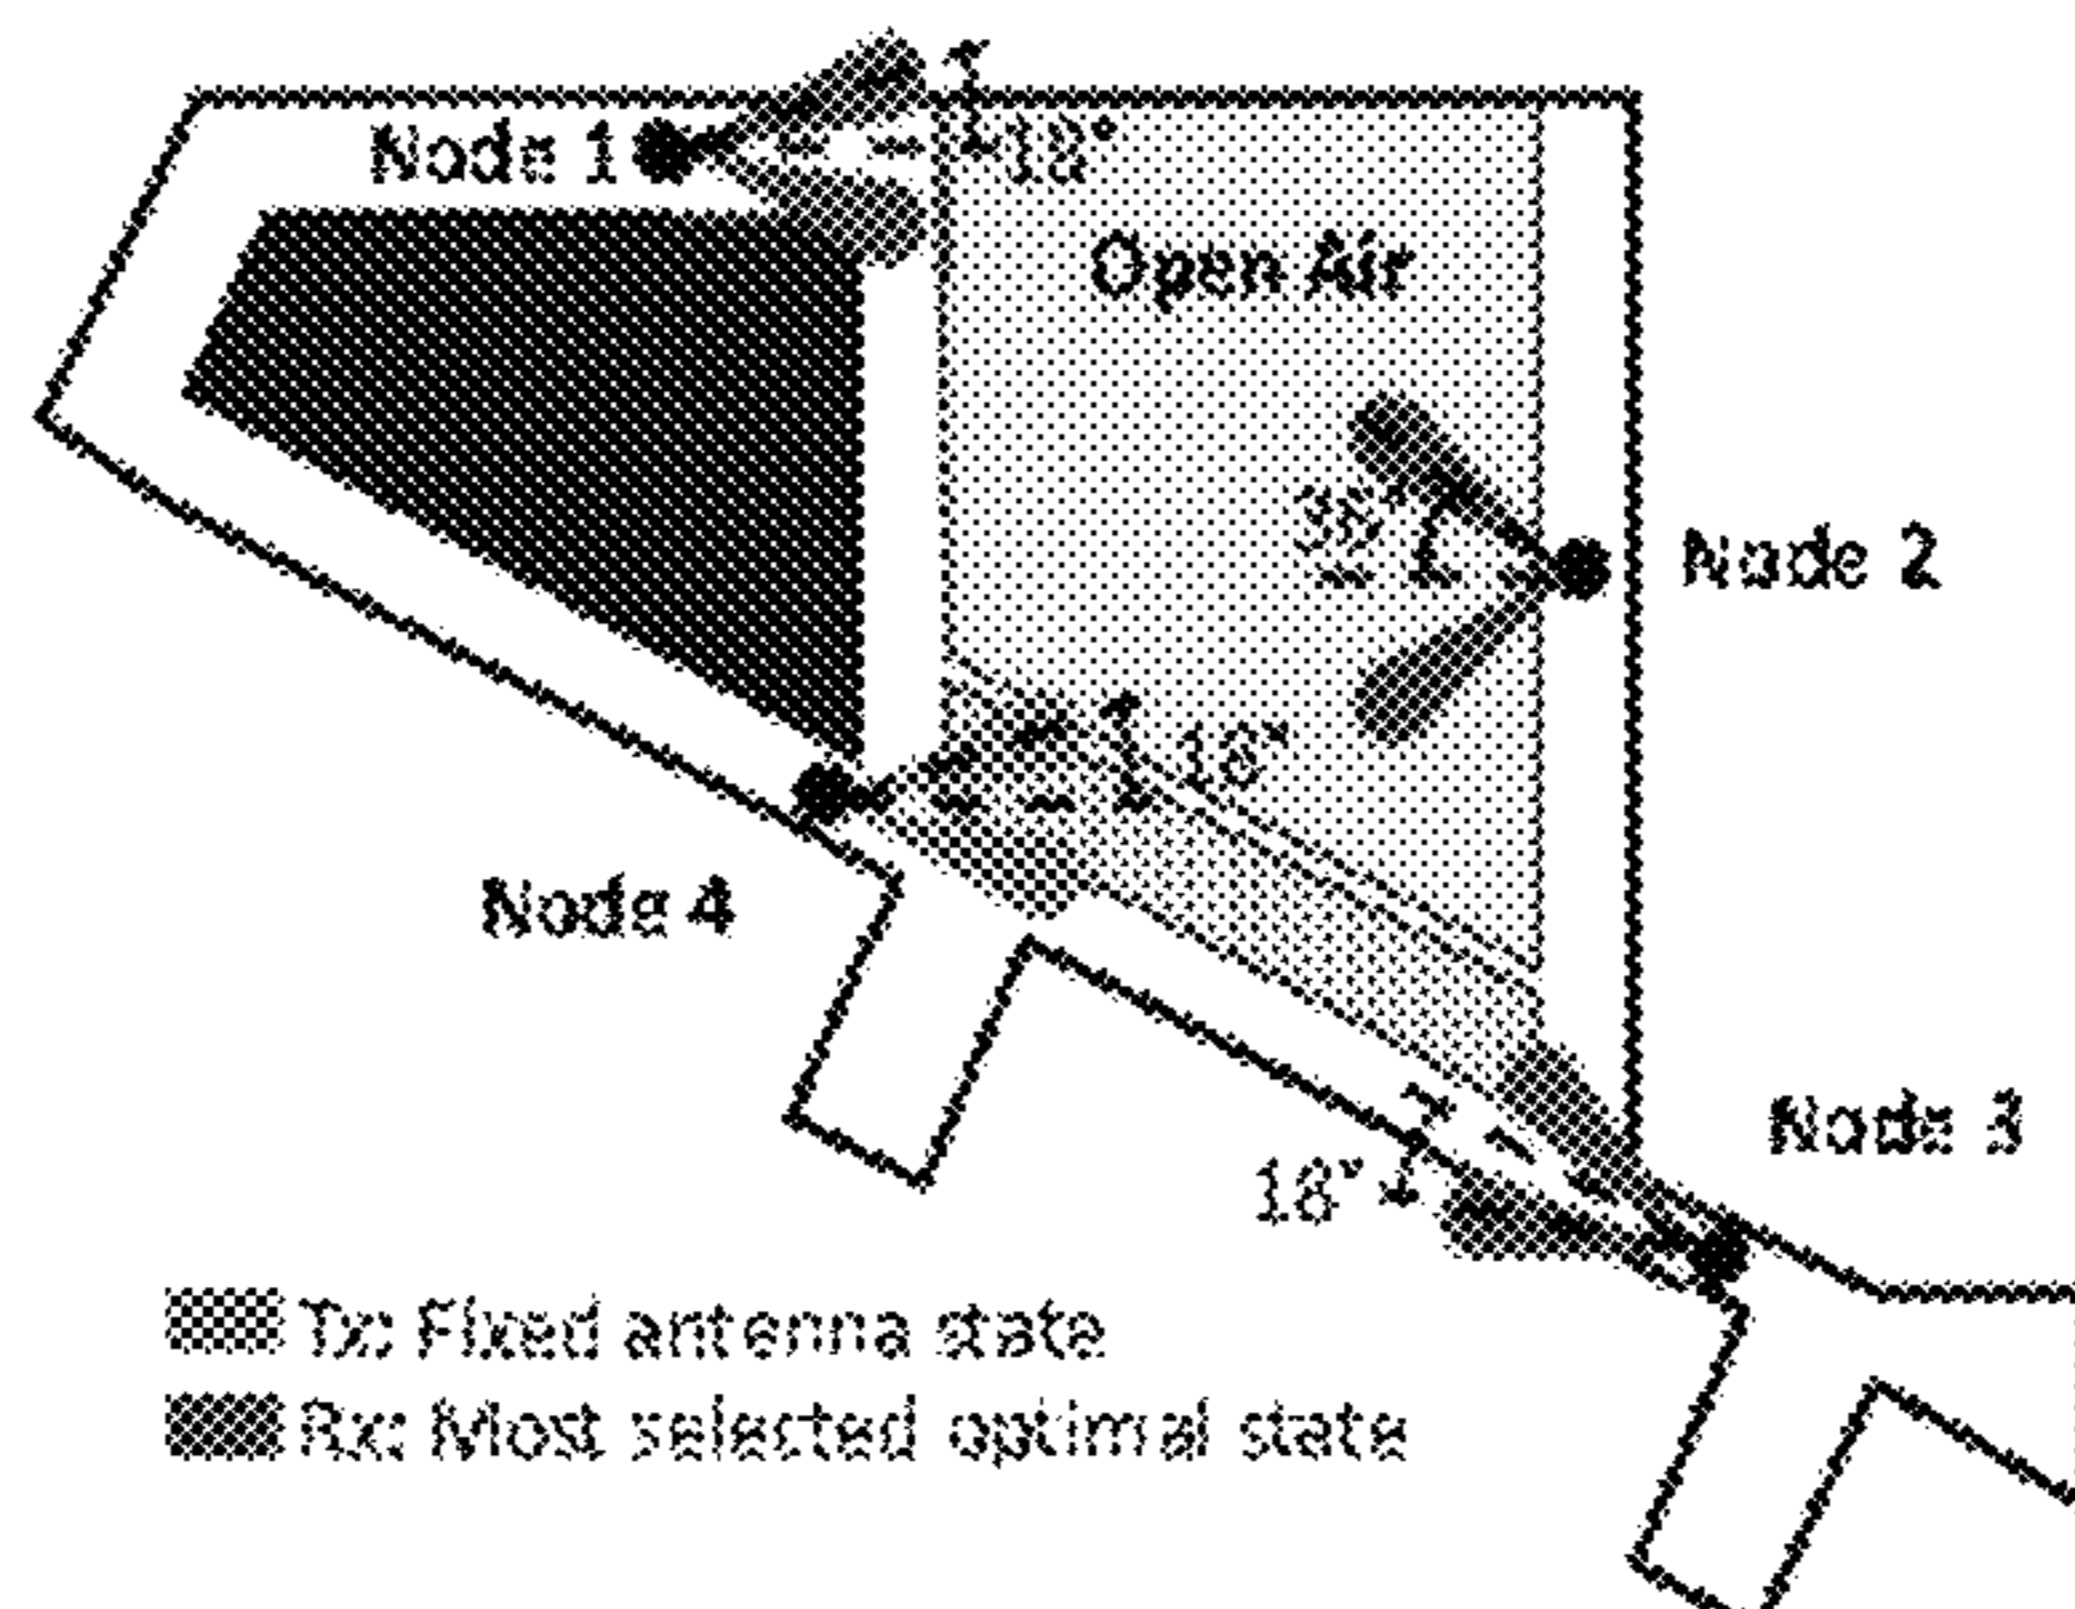 Node 1
18°
Open Air
Node 2
36°
18°
Node 4
Node 3
18°
Tx: Fixed antenna state
Rx: Most selected optimal state